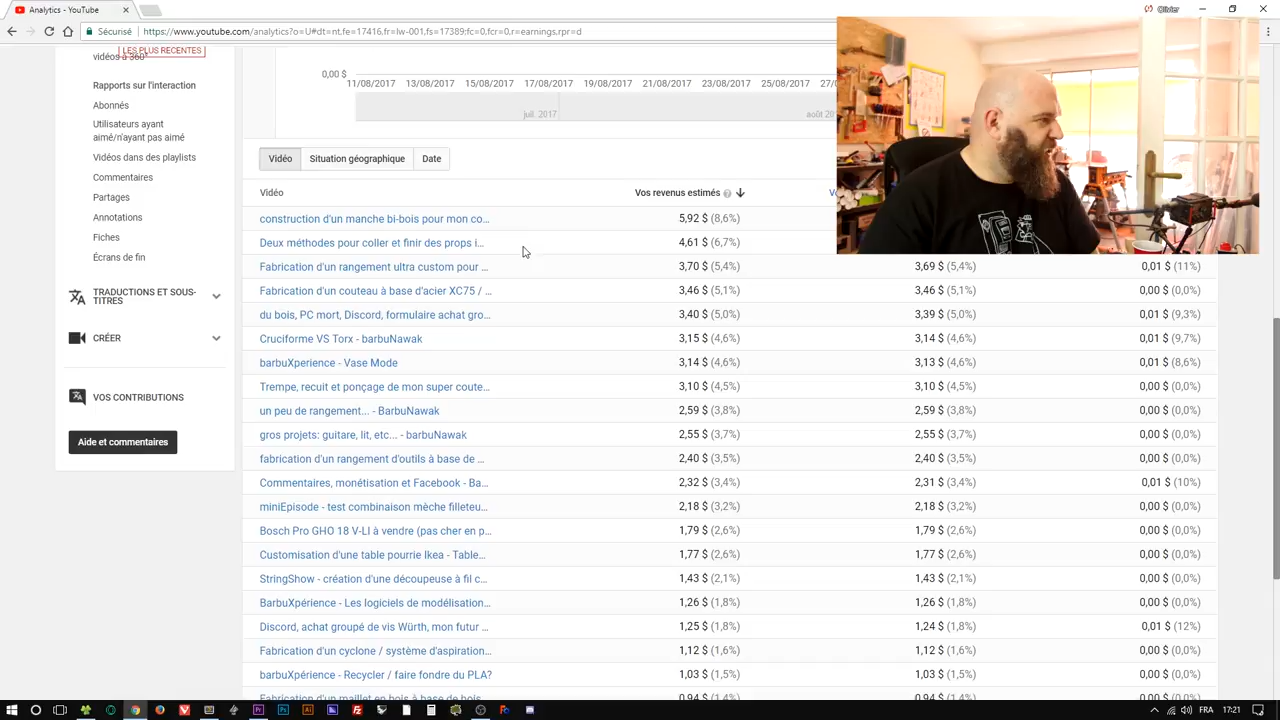 Analytics - YouTube
Olivier
Sécurisé
https://www.youtube.com/analytics?o=U#dt=nt,fe=17416,fr=lw-001,fs=17389;fc=0,fcr=0,r=earnings,rpr=d
LES PLUS RECENTES
vidéos à 360°
Rapports sur l'interaction
Abonnés
Utilisateurs ayant
aimé/n'ayant pas aimé
Vidéos dans des playlists
Commentaires
Partages
Annotations
Fiches
Écrans de fin
TRADUCTIONS ET SOUS-
TITRES
CRÉER
VOS CONTRIBUTIONS
Aide et commentaires
0,00 $
11/08/2017 13/08/2017 15/08/2017 17/08/2017 19/08/2017 21/08/2017 23/08/2017 25/08/2017
juil. 2017
Vidéo Situation géographique Date
Vidéo Vos revenus estimés
construction d'un manche bi-bois pour mon co... 5,92 $ (8,6%)
Deux méthodes pour coller et finir des props i... 4,61 $ (6,7%)
Fabrication d'un rangement ultra custom pour ... 3,70 $ (5,4%) 3,69 $ (5,4%) 0,01 $ (11%)
Fabrication d'un couteau à base d'acier XC75 / ... 3,46 $ (5,1%) 3,46 $ (5,1%) 0,00 $ (0,0%)
du bois, PC mort, Discord, formulaire achat gro... 3,40 $ (5,0%) 3,39 $ (5,0%) 0,01 $ (9,3%)
Cruciforme VS Torx - barbuNawak 3,15 $ (4,6%) 3,14 $ (4,6%) 0,01 $ (9,7%)
barbuXperience - Vase Mode 3,14 $ (4,6%) 3,13 $ (4,6%) 0,01 $ (8,6%)
Trempe, recuit et ponçage de mon super coute... 3,10 $ (4,5%) 3,10 $ (4,5%) 0,00 $ (0,0%)
un peu de rangement... - BarbuNawak 2,59 $ (3,8%) 2,59 $ (3,8%) 0,00 $ (0,0%)
gros projets: guitare, lit, etc... - barbuNawak 2,55 $ (3,7%) 2,55 $ (3,7%) 0,00 $ (0,0%)
fabrication d'un rangement d'outils à base de ... 2,40 $ (3,5%) 2,40 $ (3,5%) 0,00 $ (0,0%)
Commentaires, monétisation et Facebook - Ba... 2,32 $ (3,4%) 2,31 $ (3,4%) 0,01 $ (10%)
miniEpisode - test combinaison mèche filleteu... 2,18 $ (3,2%) 2,18 $ (3,2%) 0,00 $ (0,0%)
Bosch Pro GHO 18 V-LI à vendre (pas cher en p... 1,79 $ (2,6%) 1,79 $ (2,6%) 0,00 $ (0,0%)
Customisation d'une table pourrie Ikea - Table... 1,77 $ (2,6%) 1,77 $ (2,6%) 0,00 $ (0,0%)
StringShow - création d'une découpeuse à fil c... 1,43 $ (2,1%) 1,43 $ (2,1%) 0,00 $ (0,0%)
BarbuXpérience - Les logiciels de modélisation... 1,26 $ (1,8%) 1,26 $ (1,8%) 0,00 $ (0,0%)
Discord, achat groupé de vis Würth, mon futur ... 1,25 $ (1,8%) 1,24 $ (1,8%) 0,01 $ (12%)
Fabrication d'un cyclone / système d'aspiration... 1,12 $ (1,6%) 1,12 $ (1,6%) 0,00 $ (0,0%)
barbuXpérience - Recycler / faire fondre du PLA? 1,03 $ (1,5%) 1,03 $ (1,5%) 0,00 $ (0,0%)
Fabrication d'un maillet en bois à base de bois... 0,94 $ (1,4%) 0,94 $ (1,4%) 0,00 $ (0,0%)
FRA 17:21